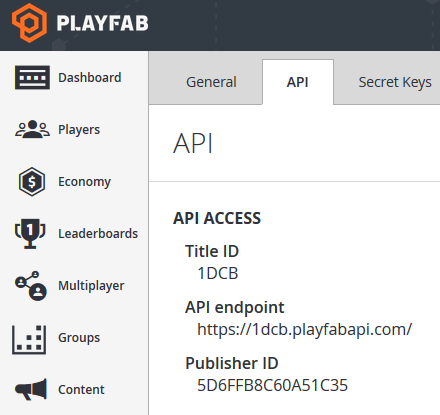 PLAYFAB
Dashboard
Players
Economy
Leaderboards
Multiplayer
Groups
Content
General
API
Secret Keys
API
API ACCESS
Title ID
1DCB
API endpoint
https://1dcb.playfabapi.com/
Publisher ID
5D6FFB8C60A51C35